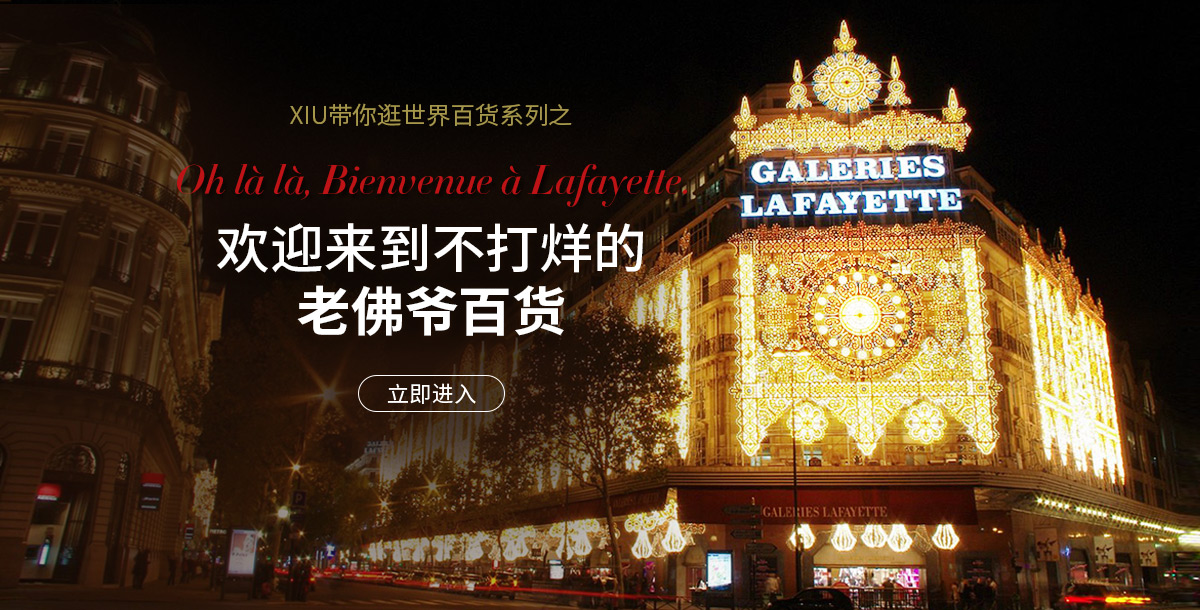 XIU带你逛世界百货系列之
Oh là là, Bienvenue à Lafayette.
欢迎来到不打烊的
老佛爷百货
立即进入
GALERIES
LAFAYETTE
GALERIES LAFAYETTE